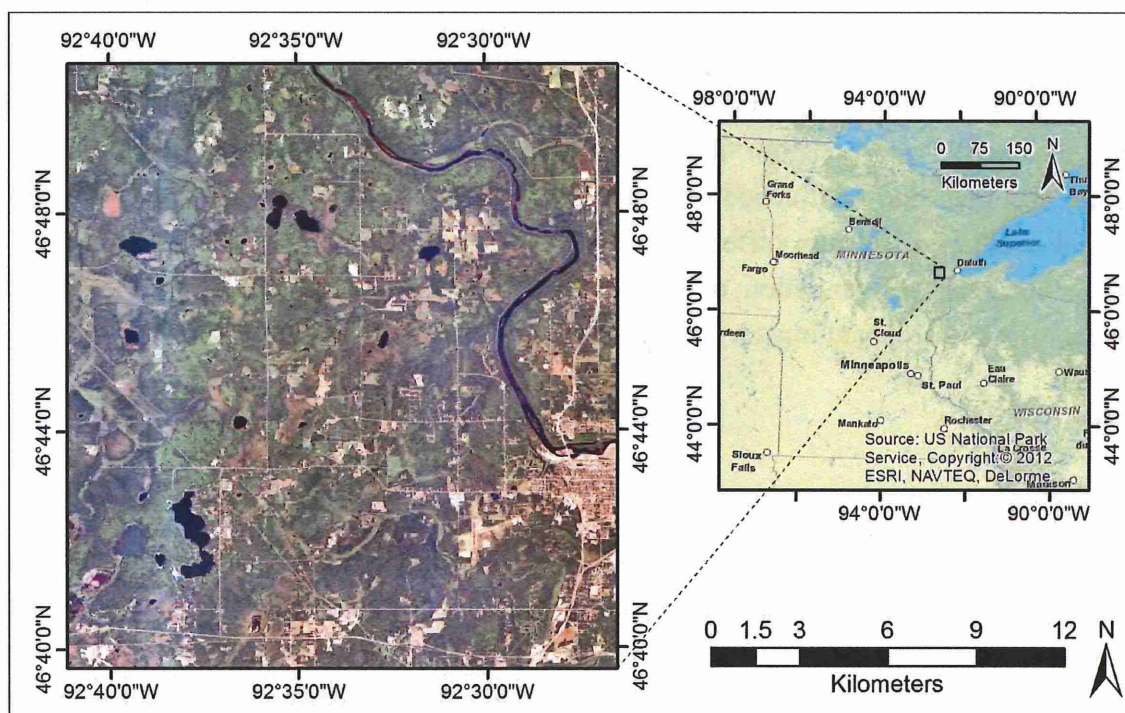 92°40'0"W 92°35'0"W 92°30'0"W
46°48'0"N
46°44'0"N
46°40'0"N
46°48'0"N
46°44'0"N
46°40'0"N
92°40'0"W 92°35'0"W 92°30'0"W
98°0'0"W 94°0'0"W 90°0'0"W
48°0'0"N
46°0'0"N
44°0'0"N
48°0'0"N
46°0'0"N
44°0'0"N
94°0'0"W 90°0'0"W
0 75 150
Kilometers
N
Grand
Forks
Bemidji
Lake
Superior
Moorhead
MINNESOTA
Fargo
Duluth
St.
Cloud
Minneapolis
St. Paul
Eau
Claire
WISCONSIN
Mankato
Rochester
La Crosse
Sioux
Falls
Madison
Source: US National Park
Service, Copyright:© 2012
ESRI, NAVTEQ, DeLorme
0 1.5 3 6 9 12
Kilometers
N